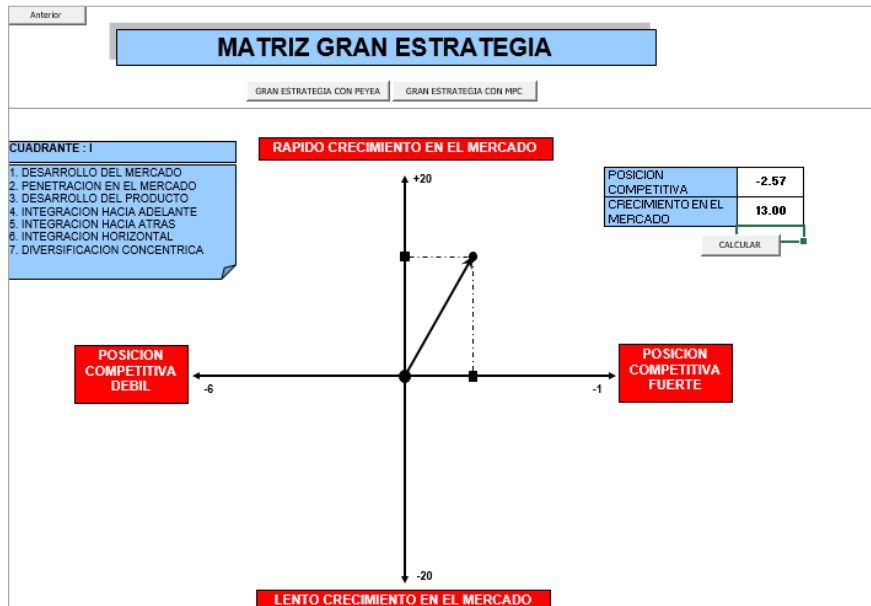 Anterior
MATRIZ GRAN ESTRATEGIA
GRAN ESTRATEGIA CON PEYEA
GRAN ESTRATEGIA CON MPC
CUADRANTE : I
1. DESARROLLO DEL MERCADO
2. PENETRACION EN EL MERCADO
3. DESARROLLO DEL PRODUCTO
4. INTEGRACION HACIA ADELANTE
5. INTEGRACION HACIA ATRAS
6. INTEGRACION HORIZONTAL
7. DIVERSIFICACION CONCENTRICA
RAPIDO CRECIMIENTO EN EL MERCADO
+20
POSICION
COMPETITIVA
-2.57
CRECIMIENTO EN EL
MERCADO
13.00
CALCULAR
POSICION
COMPETITIVA
DEBIL
-6
-1
POSICION
COMPETITIVA
FUERTE
-20
LENTO CRECIMIENTO EN EL MERCADO